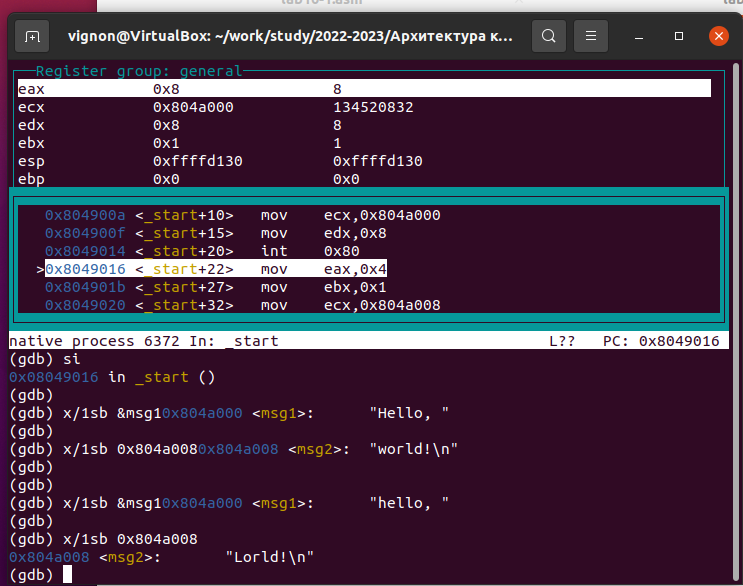 lab10-1.asm
vignon@VirtualBox: ~/work/study/2022-2023/Архитектура к...
Register group: general
eax 0x8 8
ecx 0x804a000 134520832
edx 0x8 8
ebx 0x1 1
esp 0xffffd130 0xffffd130
ebp 0x0 0x0
0x804900a <_start+10> mov ecx,0x804a000
0x804900f <_start+15> mov edx,0x8
0x8049014 <_start+20> int 0x80
>0x8049016 <_start+22> mov eax,0x4
0x804901b <_start+27> mov ebx,0x1
0x8049020 <_start+32> mov ecx,0x804a008
native process 6372 In: _start L?? PC: 0x8049016
(gdb) si
0x08049016 in _start ()
(gdb)
(gdb) x/1sb &msg10x804a000 <msg1>: "Hello, "
(gdb)
(gdb) x/1sb 0x804a0080x804a008 <msg2>: "world!\n"
(gdb)
(gdb)
(gdb) x/1sb &msg10x804a000 <msg1>: "hello, "
(gdb)
(gdb) x/1sb 0x804a008
0x804a008 <msg2>: "Lorld!\n"
(gdb)